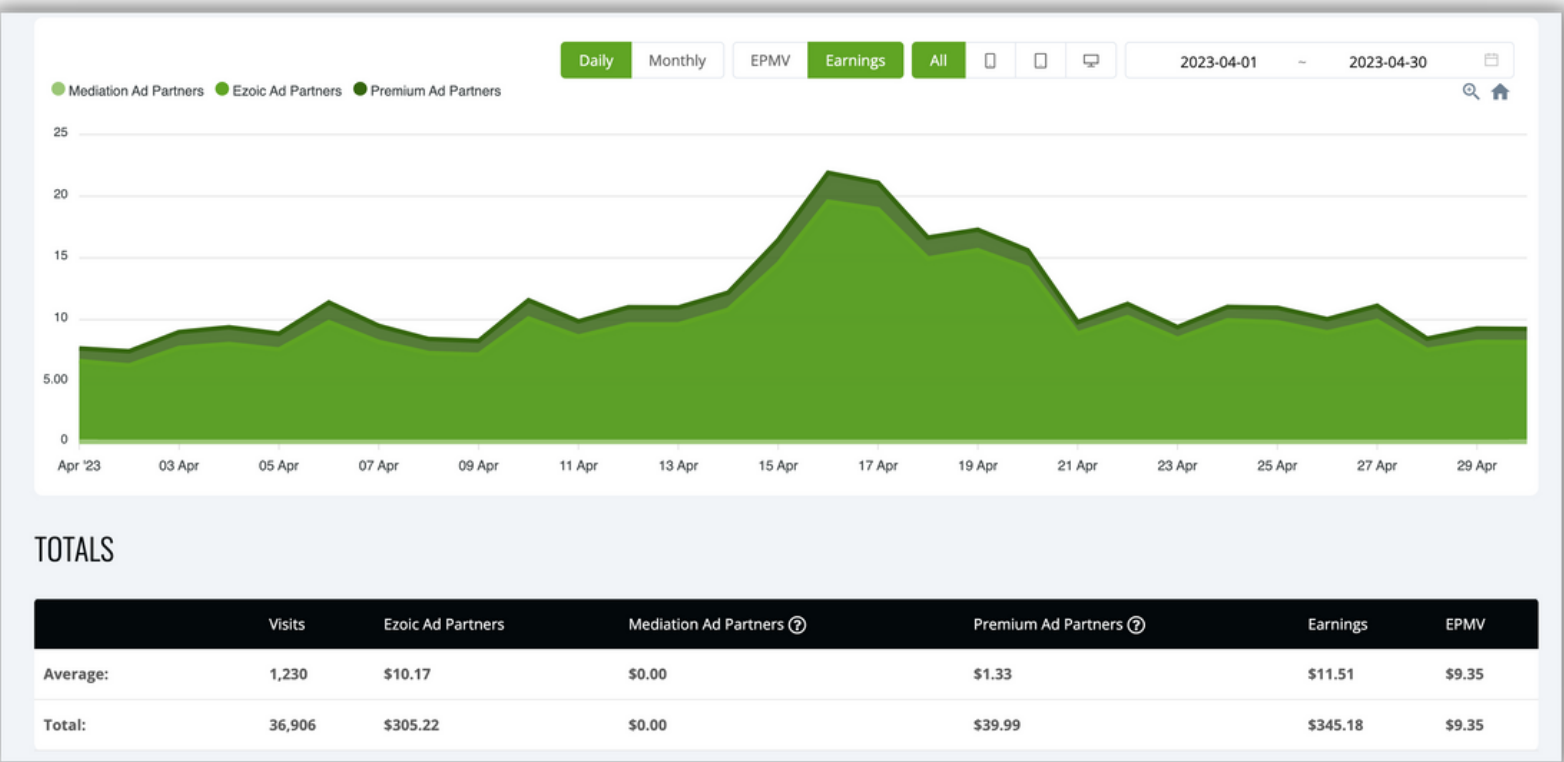 Daily Monthly EPMV Earnings All 2023-04-01 ~ 2023-04-30
Mediation Ad Partners Ezoic Ad Partners Premium Ad Partners
25
20
15
10
5.00
0
Apr '23 03 Apr 05 Apr 07 Apr 09 Apr 11 Apr 13 Apr 15 Apr 17 Apr 19 Apr 21 Apr 23 Apr 25 Apr 27 Apr 29 Apr
TOTALS
Visits Ezoic Ad Partners Mediation Ad Partners ? Premium Ad Partners ? Earnings EPMV
Average: 1,230 $10.17 $0.00 $1.33 $11.51 $9.35
Total: 36,906 $305.22 $0.00 $39.99 $345.18 $9.35